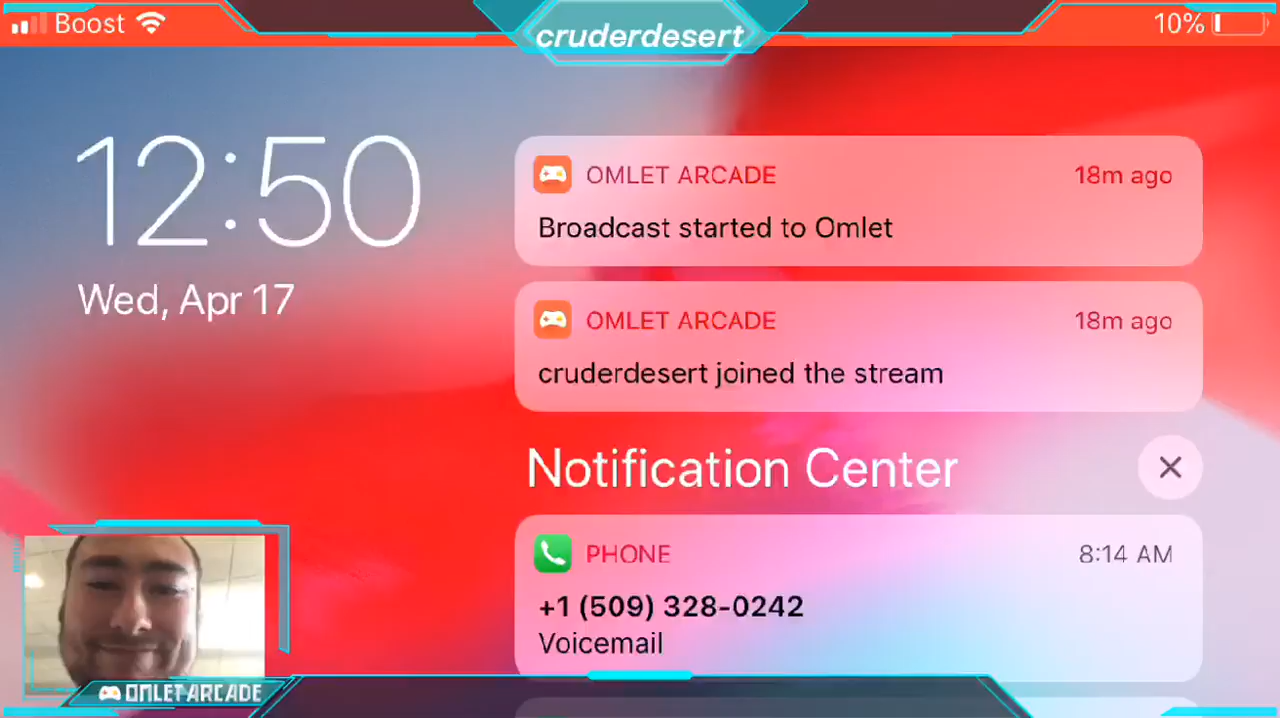 Boost
cruderdesert
10%
12:50
Wed, Apr 17
OMLET ARCADE
18m ago
Broadcast started to Omlet
OMLET ARCADE
18m ago
cruderdesert joined the stream
Notification Center
PHONE
8:14 AM
+1 (509) 328-0242
Voicemail
OMLET ARCADE